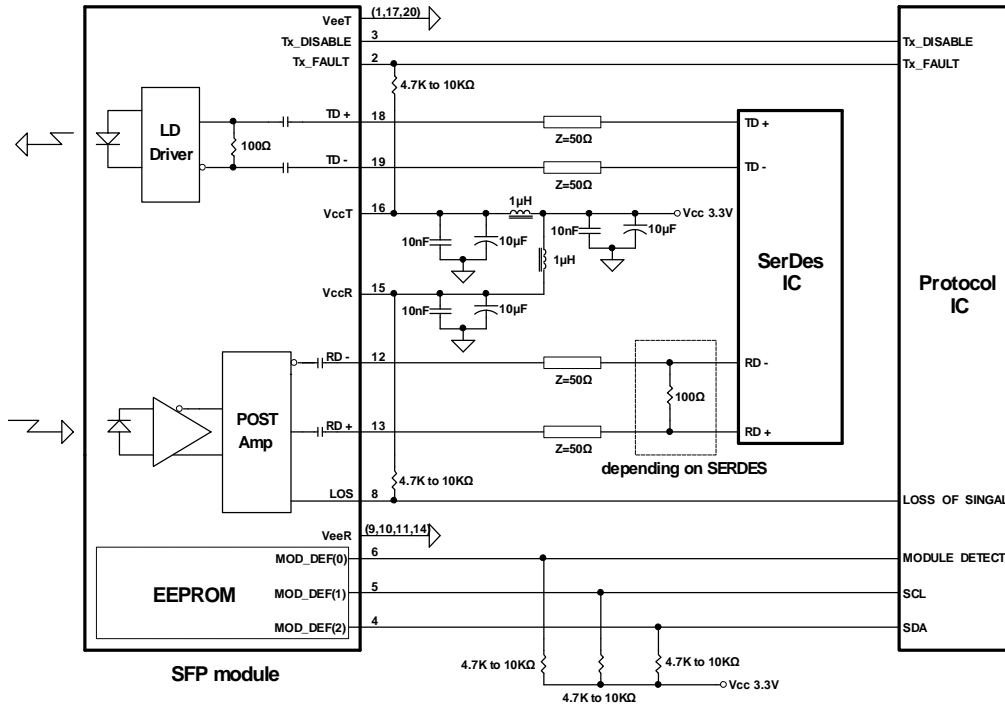 VeeT (1,17,20)
Tx_DISABLE 3 Tx_DISABLE
Tx_FAULT 2 Tx_FAULT
4.7K to 10KΩ
LD
Driver
100Ω
TD + 18 TD +
Z=50Ω
TD - 19 TD -
Z=50Ω
1µH
VccT 16 Vcc 3.3V
10nF 10µF 10nF 10µF
1µH
SerDes
IC
Protocol
IC
VccR 15
10nF 10µF
RD - 12 RD -
Z=50Ω
100Ω
POST
Amp
RD + 13 RD +
Z=50Ω
depending on SERDES
4.7K to 10KΩ
LOS 8 LOSS OF SINGAL
VeeR (9,10,11,14)
MOD_DEF(0) 6 MODULE DETECT
EEPROM
MOD_DEF(1) 5 SCL
MOD_DEF(2) 4 SDA
4.7K to 10KΩ 4.7K to 10KΩ
SFP module
Vcc 3.3V
4.7K to 10KΩ